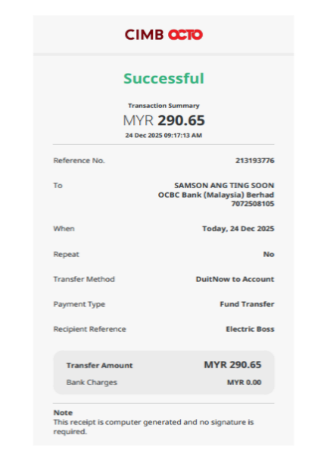 CIMB OCTO
Successful
Transaction Summary
MYR 290.65
24 Dec 2025 09:17:13 AM
Reference No. 213193776
To SAMSON ANG TING SOON
OCBC Bank (Malaysia) Berhad
7072508105
When Today, 24 Dec 2025
Repeat No
Transfer Method DuitNow to Account
Payment Type Fund Transfer
Recipient Reference Electric Boss
Transfer Amount MYR 290.65
Bank Charges MYR 0.00
Note
This receipt is computer generated and no signature is
required.